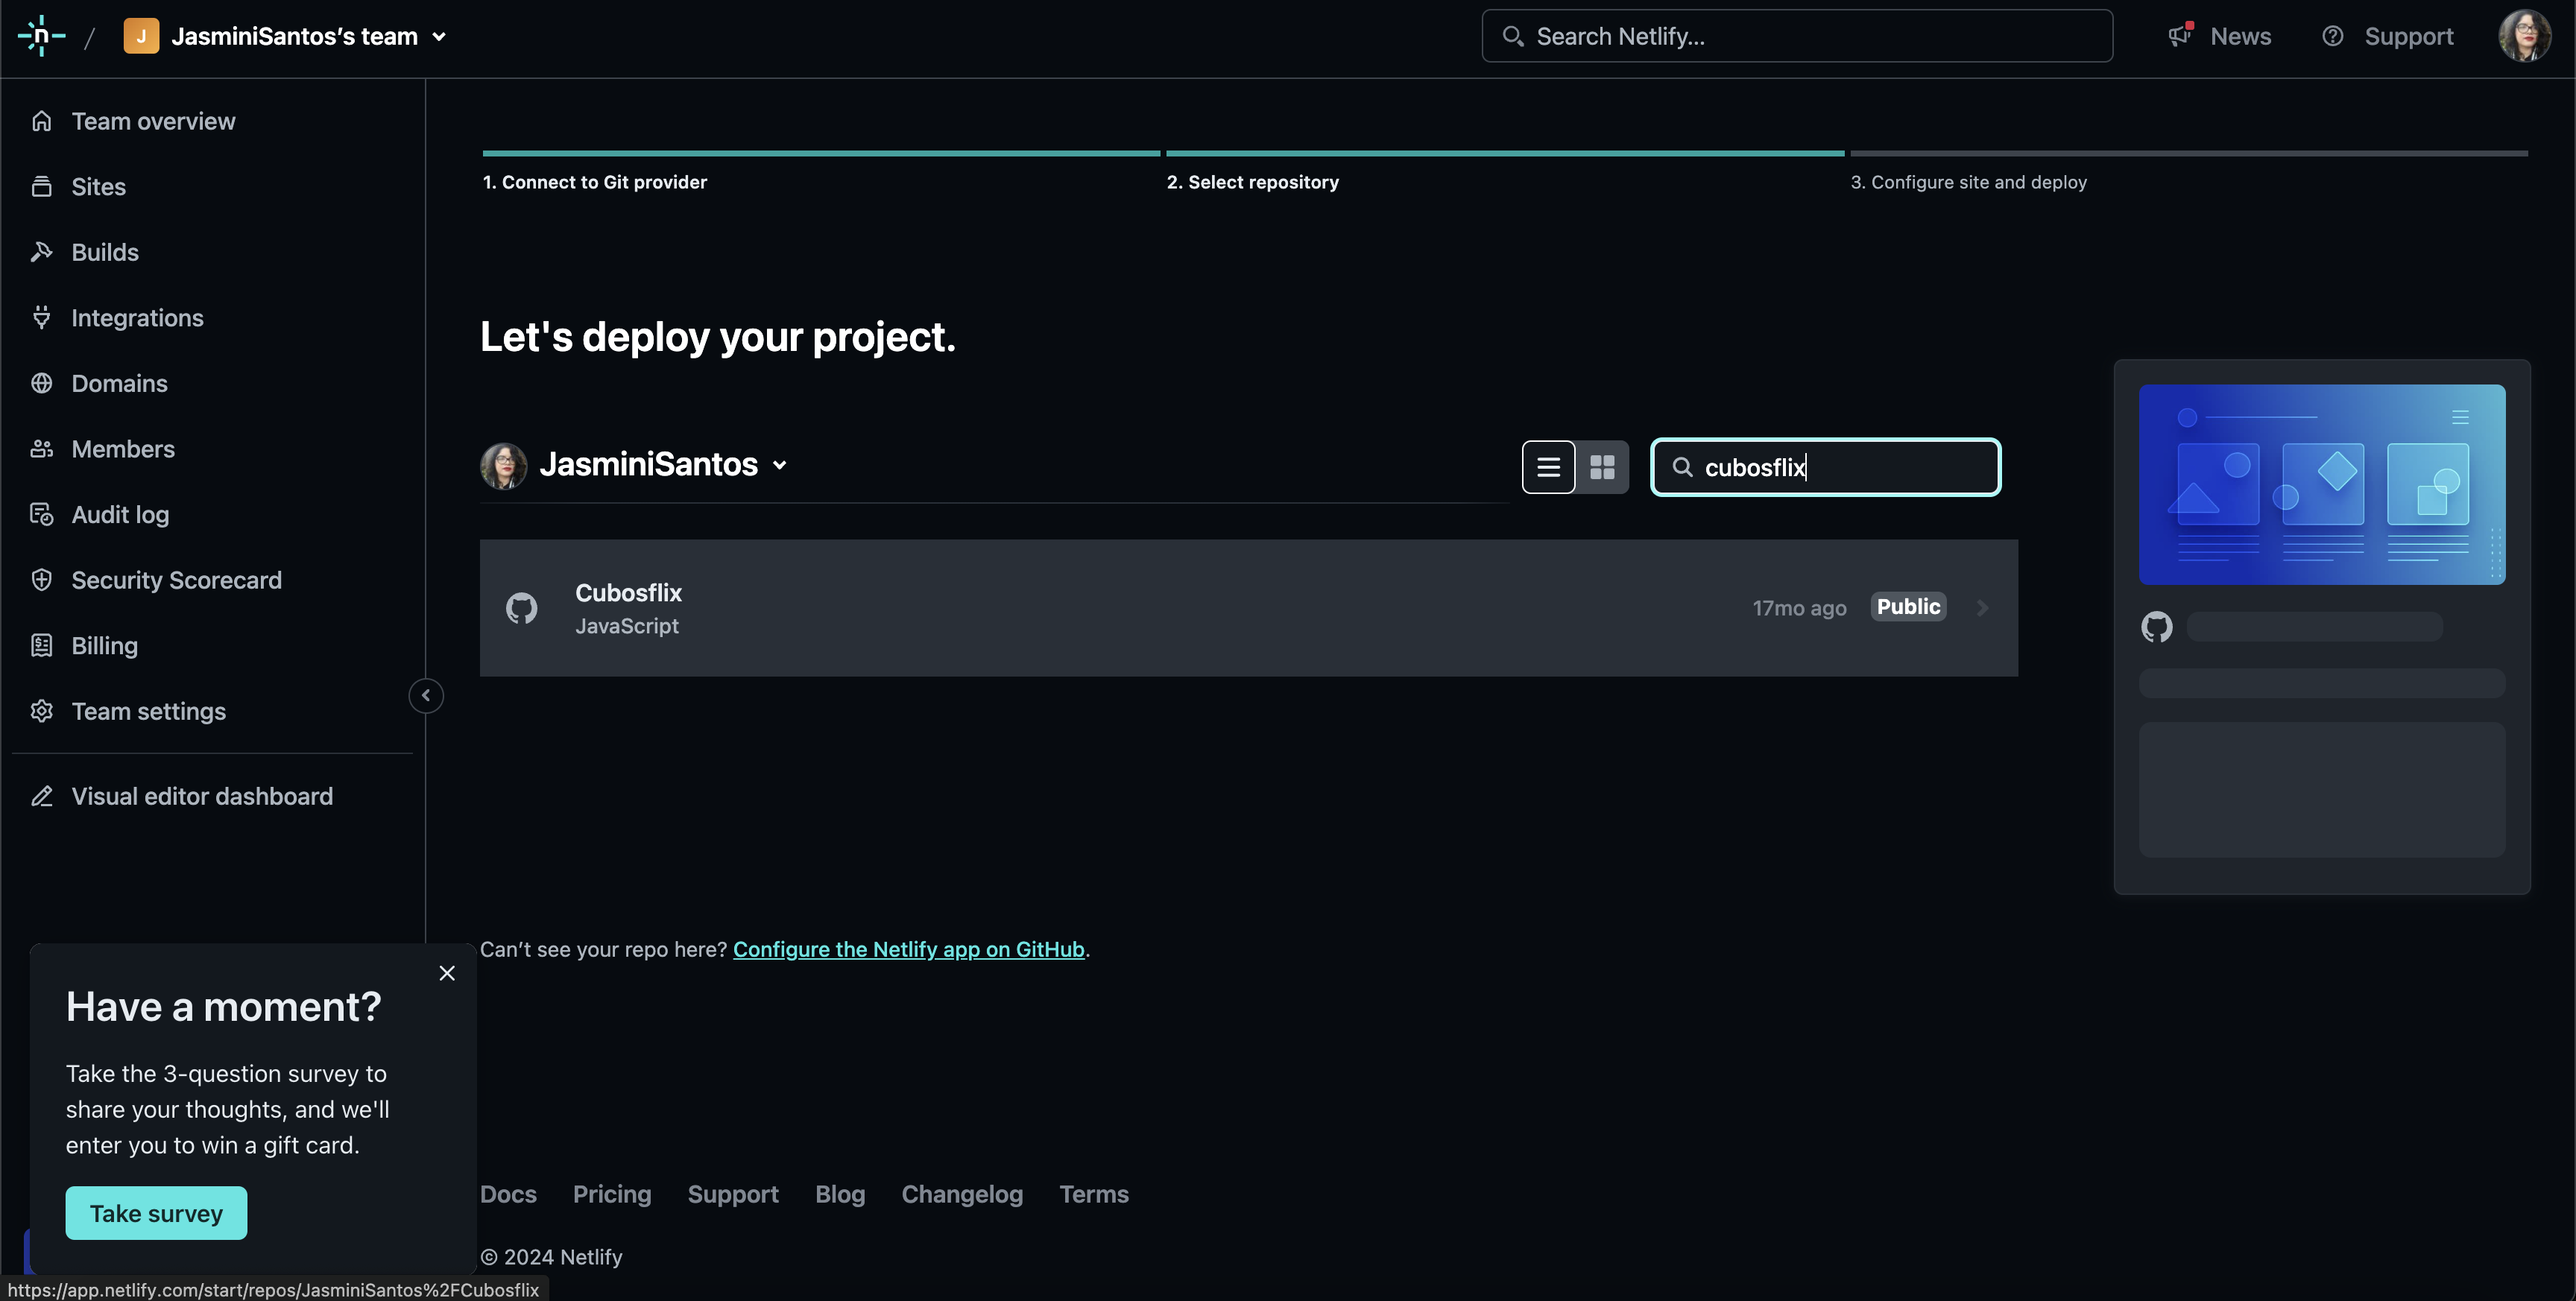 n / J JasminiSantos’s team
Search Netlify...
News
Support
Team overview
Sites
Builds
Integrations
Domains
Members
Audit log
Security Scorecard
Billing
Team settings
Visual editor dashboard
1. Connect to Git provider
2. Select repository
3. Configure site and deploy
Let's deploy your project.
JasminiSantos
cubosflix
Cubosflix
JavaScript
17mo ago
Public
Can’t see your repo here? Configure the Netlify app on GitHub.
Have a moment?
Take the 3-question survey to
share your thoughts, and we'll
enter you to win a gift card.
Take survey
Docs
Pricing
Support
Blog
Changelog
Terms
© 2024 Netlify
https://app.netlify.com/start/repos/JasminiSantos%2FCubosflix